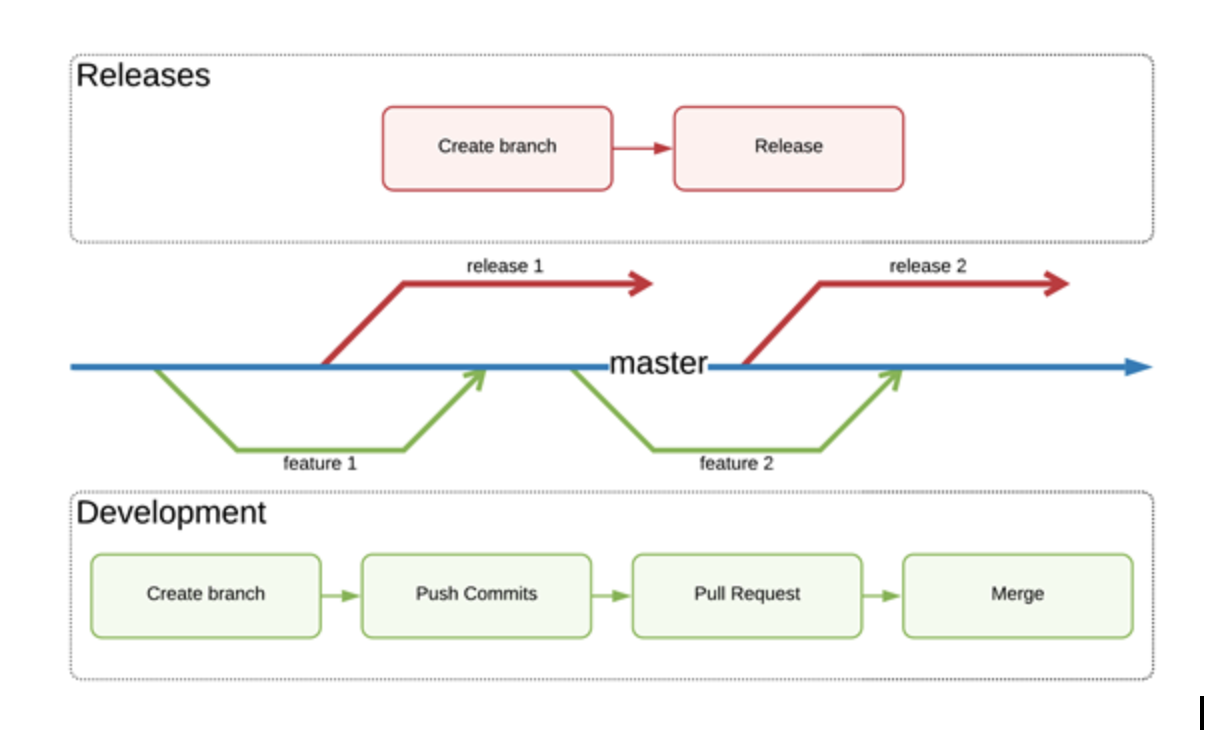 Releases
Create branch
Release
release 1
release 2
master
feature 1
feature 2
Development
Create branch
Push Commits
Pull Request
Merge